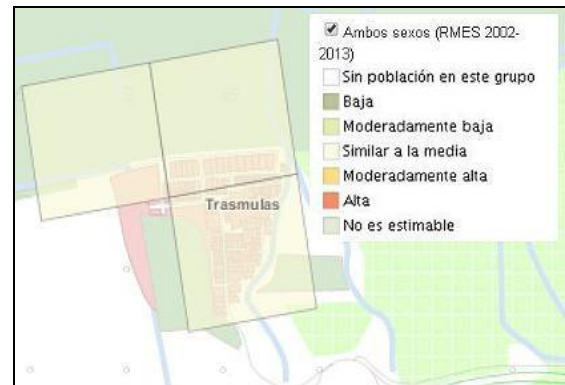 Ambos sexos (RMES 2002-
2013)
Sin población en este grupo
Baja
Moderadamente baja
Similar a la media
Moderadamente alta
Alta
No es estimable
Trasmulas